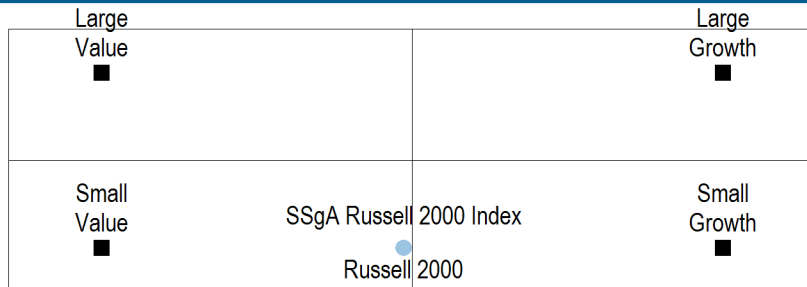 Large
Value
Large
Growth
Small
Value
SSgA Russell 2000 Index
Small
Growth
Russell 2000